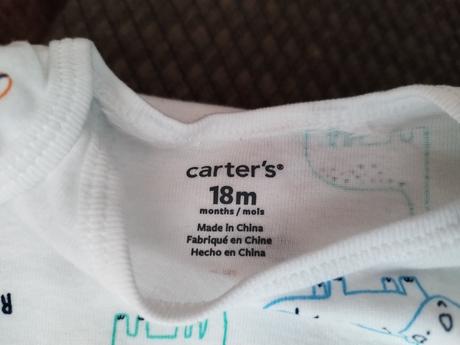 carter's®
18m
months / mois
Made in China
Fabriqué en Chine
Hecho en China
R